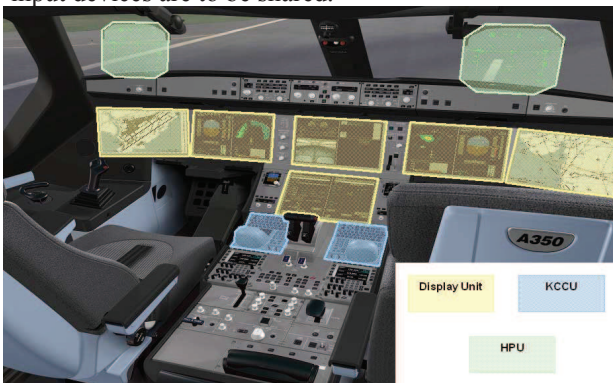 input devices are to be shared.
A350
Display Unit
KCCU
HPU